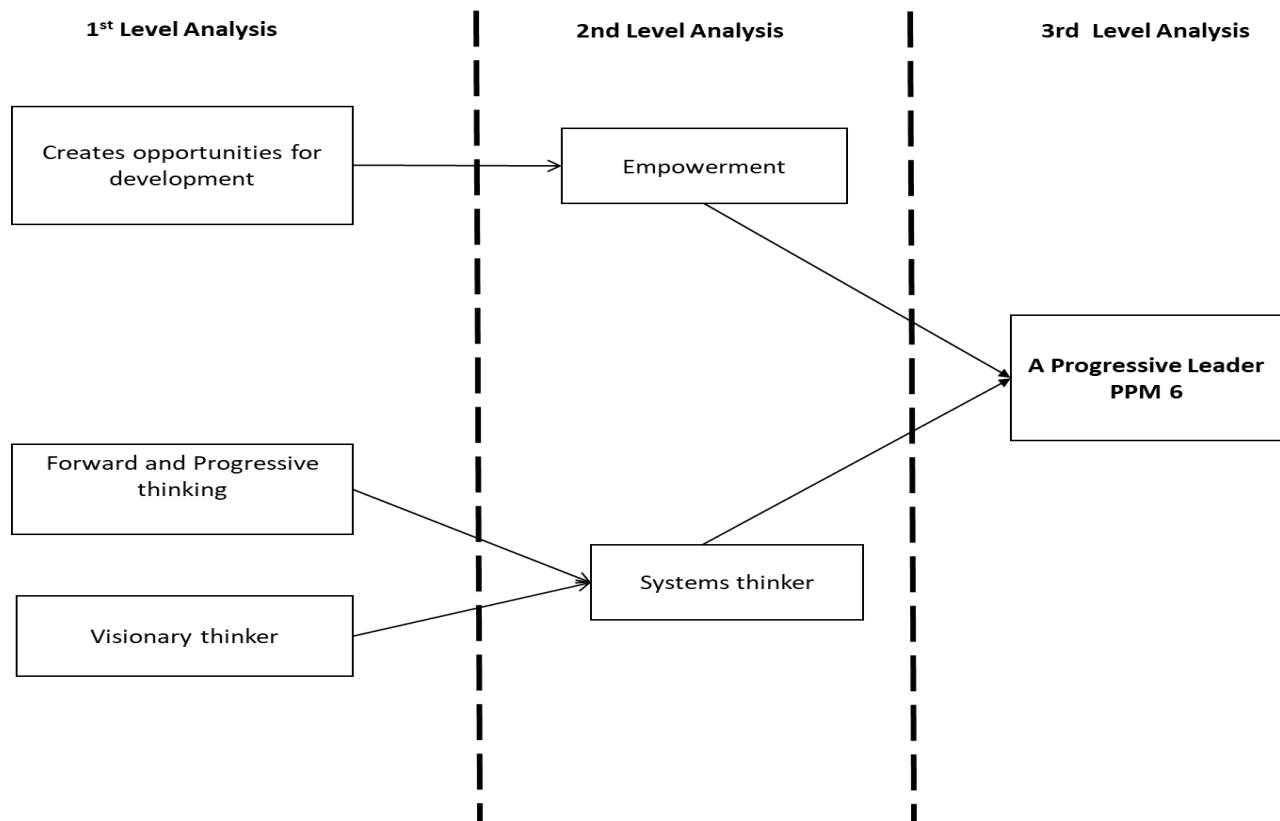 1st Level Analysis
2nd Level Analysis
3rd Level Analysis
Creates opportunities for
development
Empowerment
A Progressive Leader
PPM 6
Forward and Progressive
thinking
Systems thinker
Visionary thinker